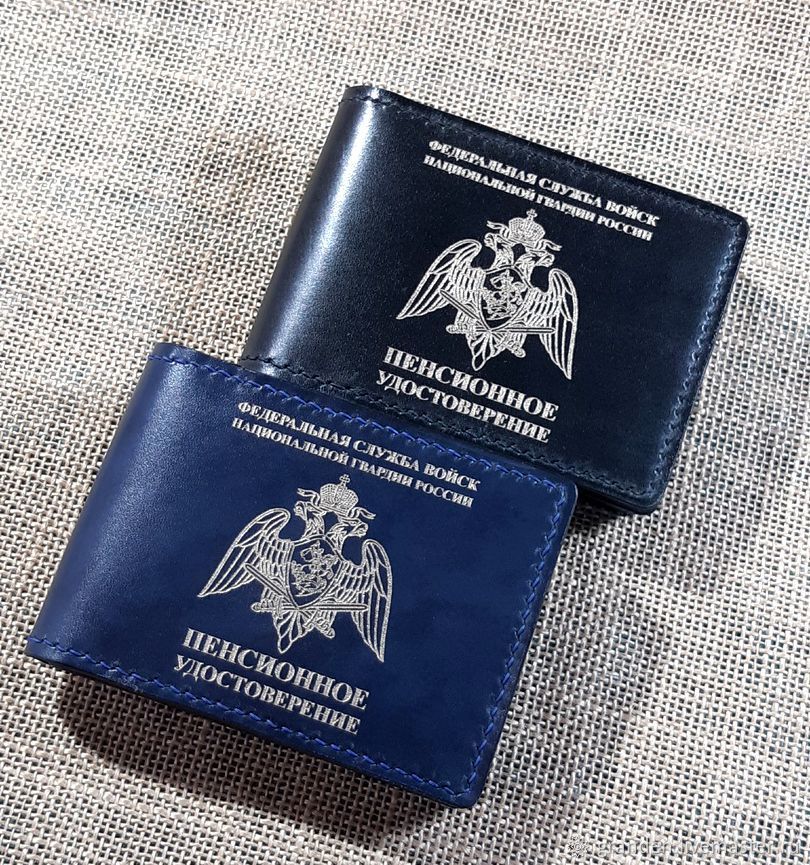 ФЕДЕРАЛЬНАЯ СЛУЖБА ВОЙСК
НАЦИОНАЛЬНОЙ ГВАРДИИ РОССИИ
ПЕНСИОННОЕ
УДОСТОВЕРЕНИЕ
ФЕДЕРАЛЬНАЯ СЛУЖБА ВОЙСК
НАЦИОНАЛЬНОЙ ГВАРДИИ РОССИИ
ПЕНСИОННОЕ
УДОСТОВЕРЕНИЕ